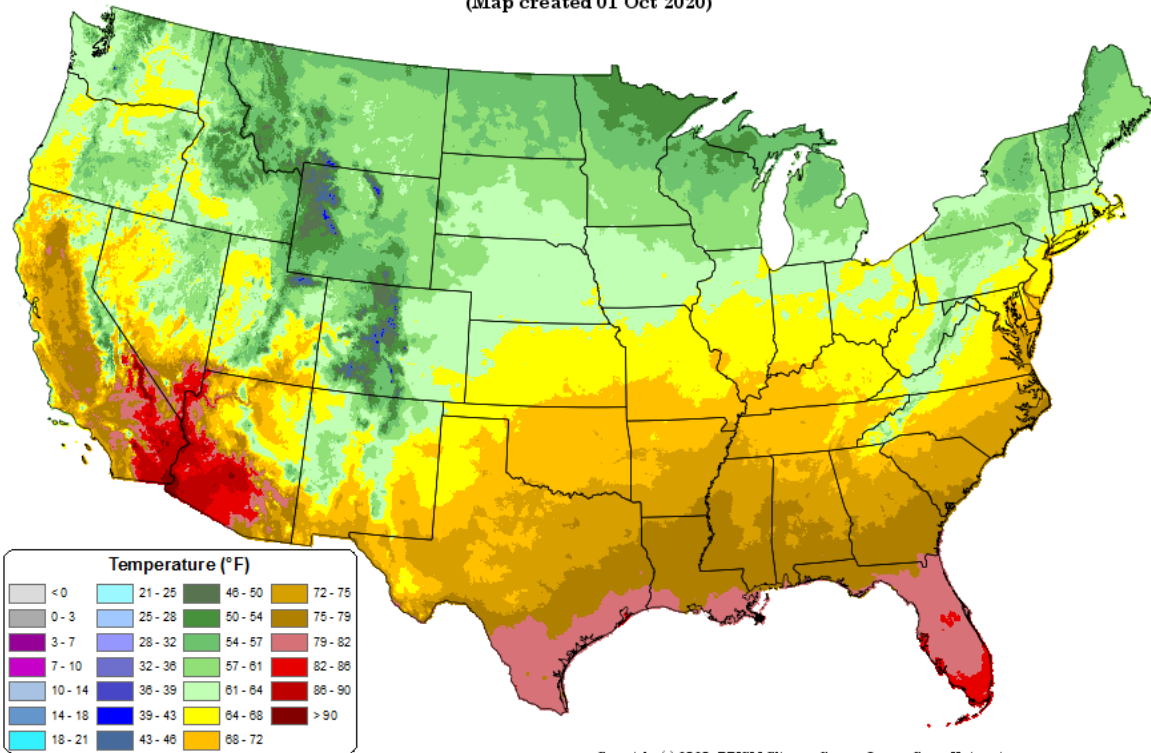 (Map created 01 Oct 2020)
Temperature (°F)
< 0
0 - 3
3 - 7
7 - 10
10 - 14
14 - 18
18 - 21
21 - 25
25 - 28
28 - 32
32 - 36
36 - 39
39 - 43
43 - 46
46 - 50
50 - 54
54 - 57
57 - 61
61 - 64
64 - 68
68 - 72
72 - 75
75 - 79
79 - 82
82 - 86
86 - 90
> 90